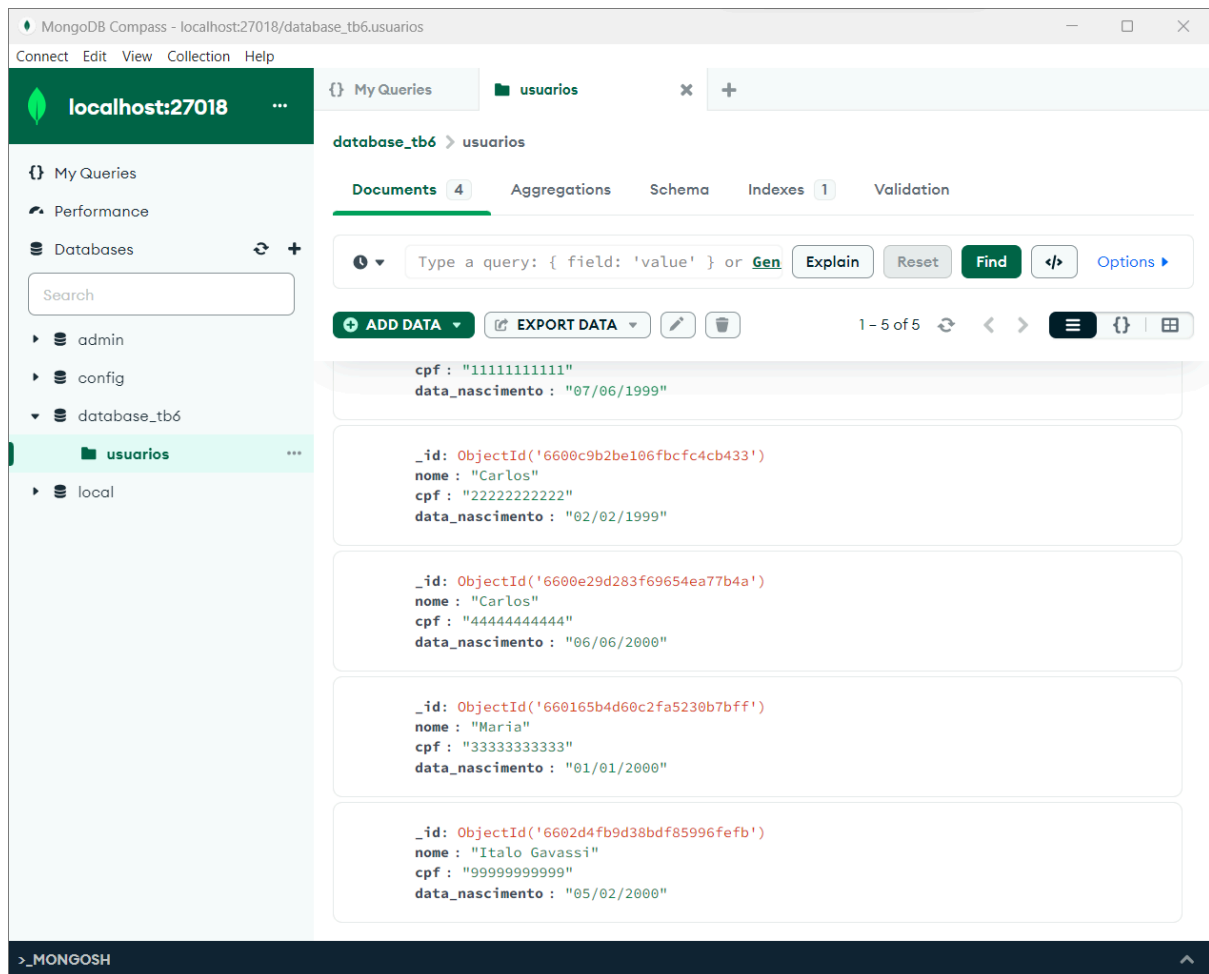 MongoDB Compass - localhost:27018/database_tb6.usuarios
Connect Edit View Collection Help
localhost:27018 ...
{} My Queries
Performance
Databases
Search
admin
config
database_tb6
usuarios ...
local
{} My Queries
usuarios
database_tb6 > usuarios
Documents 4 Aggregations Schema Indexes 1 Validation
Type a query: { field: 'value' } or Gen Explain Reset Find </> Options
ADD DATA EXPORT DATA 1 – 5 of 5 {}
cpf : "11111111111"
data_nascimento : "07/06/1999"
_id: ObjectId('6600c9b2be106fbcfc4cb433')
nome : "Carlos"
cpf : "22222222222"
data_nascimento : "02/02/1999"
_id: ObjectId('6600e29d283f69654ea77b4a')
nome : "Carlos"
cpf : "44444444444"
data_nascimento : "06/06/2000"
_id: ObjectId('660165b4d60c2fa5230b7bff')
nome : "Maria"
cpf : "33333333333"
data_nascimento : "01/01/2000"
_id: ObjectId('6602d4fb9d38bdf85996fefb')
nome : "Italo Gavassi"
cpf : "99999999999"
data_nascimento : "05/02/2000"
>_MONGOSH